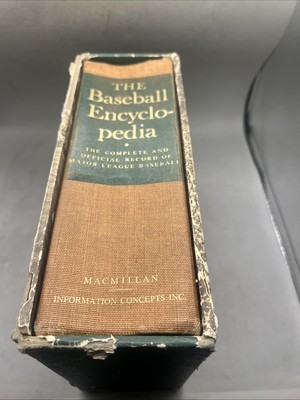 THE
Baseball
Encyclo-
pedia
•
THE COMPLETE AND
OFFICIAL RECORD OF
MAJOR LEAGUE BASEBALL
MACMILLAN
INFORMATION CONCEPTS INC.